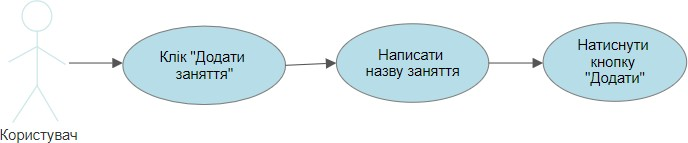 Клік "Додати
заняття"
Написати
назву заняття
Натиснути
кнопку
"Додати"
Користувач